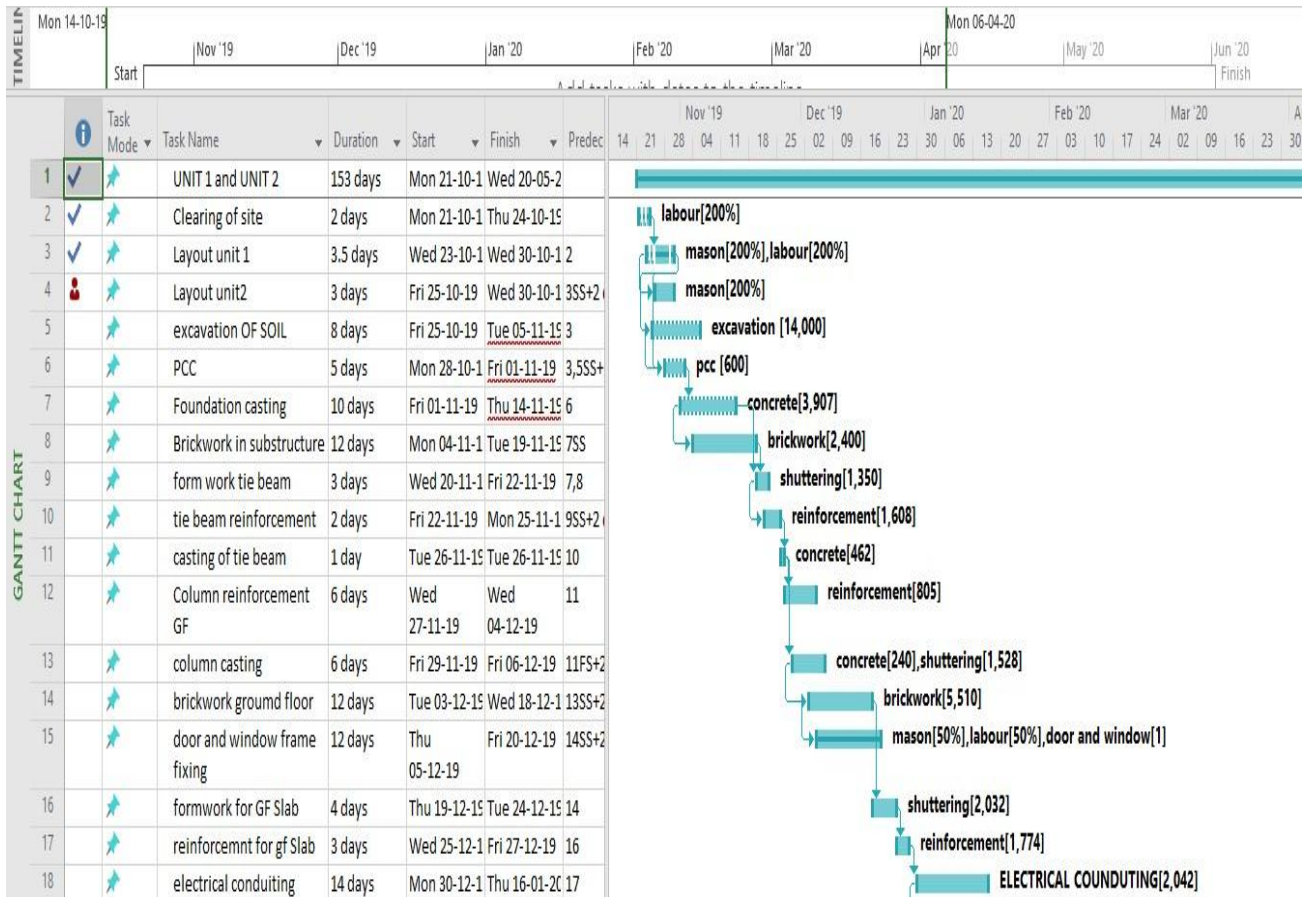 TIMELIN
Mon 14-10-19
Mon 06-04-20
Nov '19 Dec '19 Jan '20 Feb '20 Mar '20 Apr '20 May '20 Jun '20
Start
Finish
Add tasks with dates to the timeline
GANTT CHART
Task Mode Task Name Duration Start Finish Predec
Nov '19 Dec '19 Jan '20 Feb '20 Mar '20 A
14 21 28 04 11 18 25 02 09 16 23 30 06 13 20 27 03 10 17 24 02 09 16 23 30
1 UNIT 1 and UNIT 2 153 days Mon 21-10-1 Wed 20-05-2
2 Clearing of site 2 days Mon 21-10-1 Thu 24-10-19 labour[200%]
3 Layout unit 1 3.5 days Wed 23-10-1 Wed 30-10-1 2 mason[200%],labour[200%]
4 Layout unit2 3 days Fri 25-10-19 Wed 30-10-1 3SS+2 mason[200%]
5 excavation OF SOIL 8 days Fri 25-10-19 Tue 05-11-19 3 excavation [14,000]
6 PCC 5 days Mon 28-10-1 Fri 01-11-19 3,5SS+ pcc [600]
7 Foundation casting 10 days Fri 01-11-19 Thu 14-11-19 6 concrete[3,907]
8 Brickwork in substructure 12 days Mon 04-11-1 Tue 19-11-19 7SS brickwork[2,400]
9 form work tie beam 3 days Wed 20-11-1 Fri 22-11-19 7,8 shuttering[1,350]
10 tie beam reinforcement 2 days Fri 22-11-19 Mon 25-11-1 9SS+2 reinforcement[1,608]
11 casting of tie beam 1 day Tue 26-11-19 Tue 26-11-19 10 concrete[462]
12 Column reinforcement 6 days Wed Wed 11 reinforcement[805]
GF 27-11-19 04-12-19
13 column casting 6 days Fri 29-11-19 Fri 06-12-19 11FS+2 concrete[240],shuttering[1,528]
14 brickwork groumd floor 12 days Tue 03-12-19 Wed 18-12-1 13SS+2 brickwork[5,510]
15 door and window frame 12 days Thu Fri 20-12-19 14SS+2 mason[50%],labour[50%],door and window[1]
fixing 05-12-19
16 formwork for GF Slab 4 days Thu 19-12-19 Tue 24-12-19 14 shuttering[2,032]
17 reinforcemnt for gf Slab 3 days Wed 25-12-1 Fri 27-12-19 16 reinforcement[1,774]
18 electrical conduiting 14 days Mon 30-12-1 Thu 16-01-20 17 ELECTRICAL COUNDUTING[2,042]